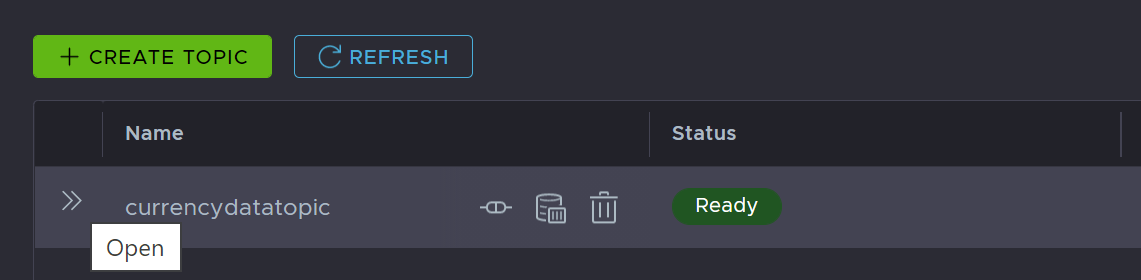 CREATE TOPIC
REFRESH
Name
Status
currencydatatopic
Ready
Open